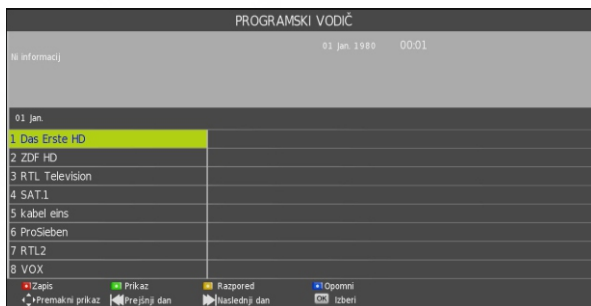 PROGRAMSKI VODIČ
01 Jan. 1980 00:01
Ni informacij
01 Jan.
1 Das Erste HD
2 ZDF HD
3 RTL Television
4 SAT.1
5 kabel eins
6 ProSieben
7 RTL2
8 VOX
Zapis Prikaz Razpored Opomni
Premakni prikaz Prejšnji dan Naslednji dan OK Izberi